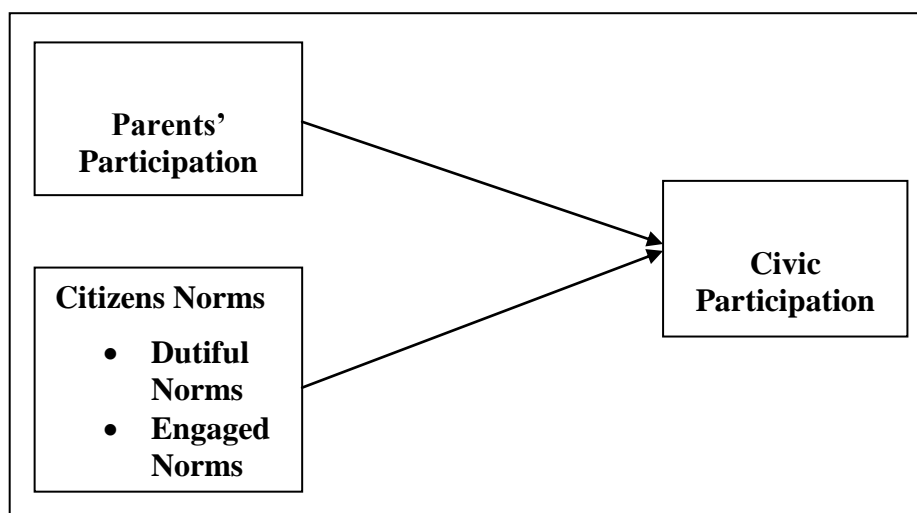 Parents’
Participation
Citizens Norms
• Dutiful
Norms
• Engaged
Norms
Civic
Participation